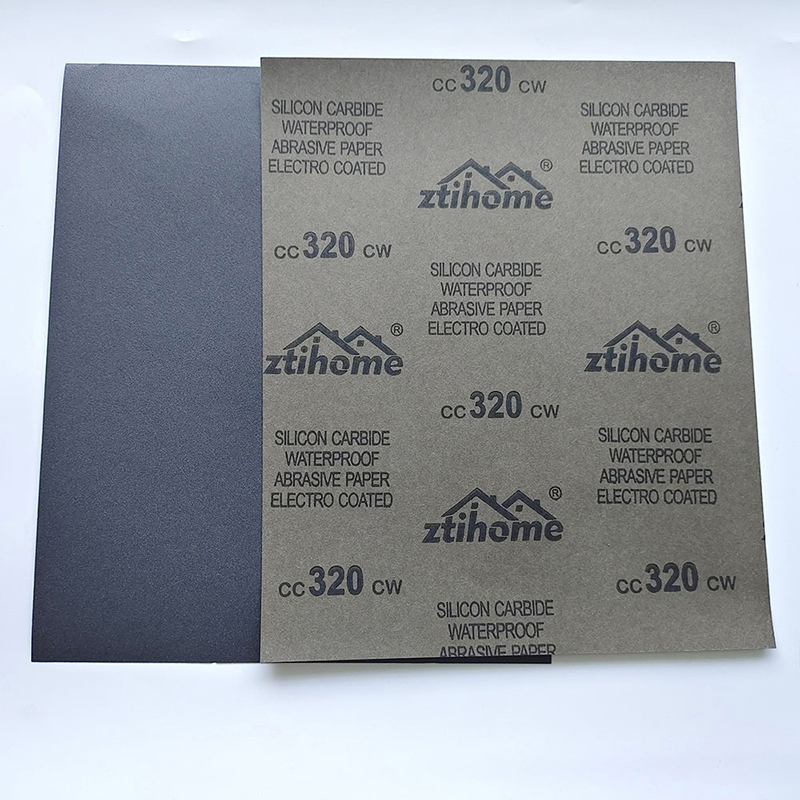 cc 320 cw
SILICON CARBIDE
WATERPROOF
ABRASIVE PAPER
ELECTRO COATED
SILICON CARBIDE
WATERPROOF
ABRASIVE PAPER
ELECTRO COATED
ztihome®
cc 320 cw
cc 320 cw
SILICON CARBIDE
WATERPROOF
ABRASIVE PAPER
ELECTRO COATED
ztihome®
ztihome®
cc 320 cw
SILICON CARBIDE
WATERPROOF
ABRASIVE PAPER
ELECTRO COATED
SILICON CARBIDE
WATERPROOF
ABRASIVE PAPER
ELECTRO COATED
ztihome®
cc 320 cw
cc 320 cw
SILICON CARBIDE
WATERPROOF
ABRASIVE PAPER